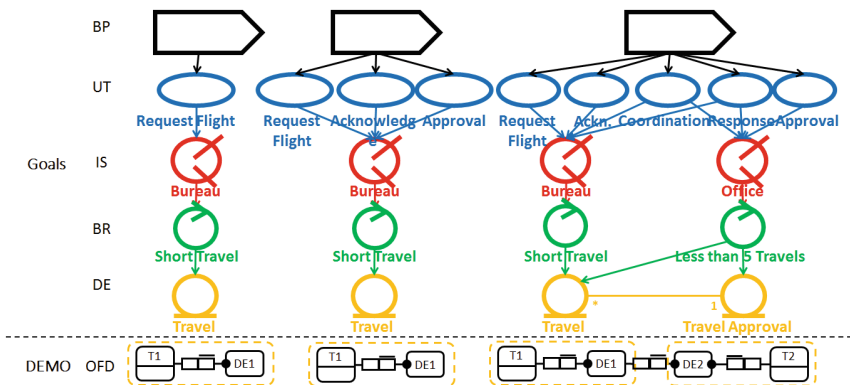 BP
UT
Request Flight
Request
Flight
Acknowledg
e
Approval
Request
Flight
Ackn.
Coordination
Response
Approval
Goals
IS
Bureau
Bureau
Bureau
Office
BR
Short Travel
Short Travel
Short Travel
Less than 5 Travels
DE
*
1
Travel
Travel
Travel
Travel Approval
DEMO
OFD
T1
DE1
T1
DE1
T1
DE1
DE2
T2